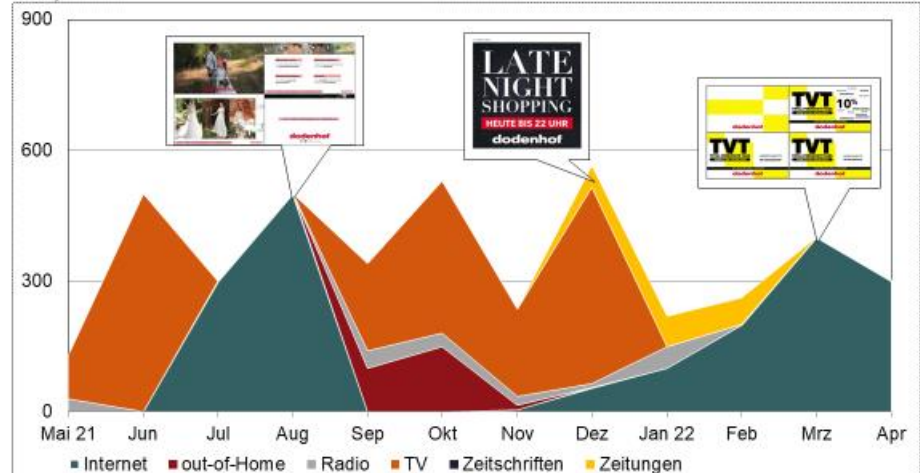 900
LATE
NIGHT
SHOPPING
HEUTE BIS 22 UHR
dodenhof
dodenhof
TVT
10%
dodenhof
dodenhof
TVT
TVT
dodenhof
dodenhof
600
300
0
Mai 21 Jun Jul Aug Sep Okt Nov Dez Jan 22 Feb Mrz Apr
Internet out-of-Home Radio TV Zeitschriften Zeitungen